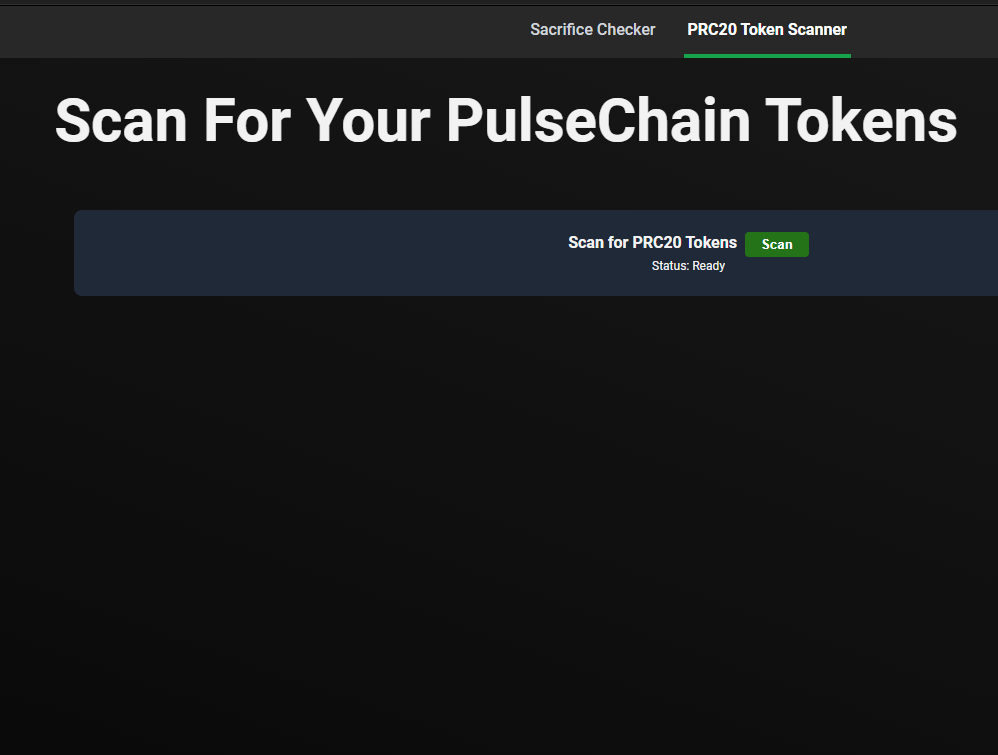 Sacrifice Checker PRC20 Token Scanner
Scan For Your PulseChain Tokens
Scan for PRC20 Tokens Scan
Status: Ready